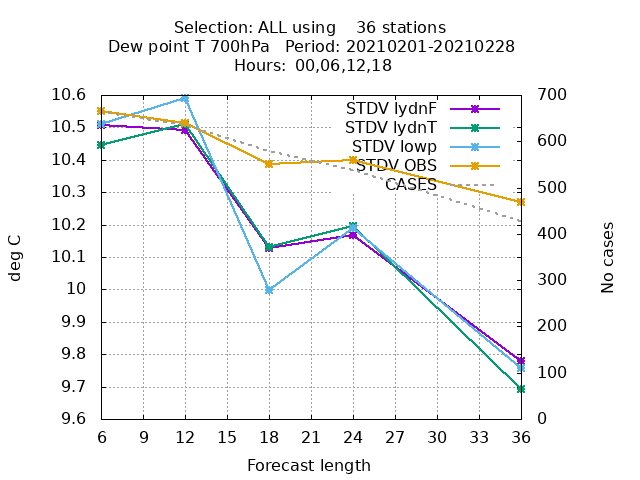 Selection: ALL using    36 stations
Dew point T 700hPa   Period: 20210201-20210228
Hours: 00,06,12,18
10.6
10.5
10.4
10.3
10.2
10.1
10
9.9
9.8
9.7
9.6
deg C
STDV lydnF
STDV lydnT
STDV lowp
STDV OBS
CASES
700
600
500
400
300
200
100
0
No cases
6 9 12 15 18 21 24 27 30 33 36
Forecast length